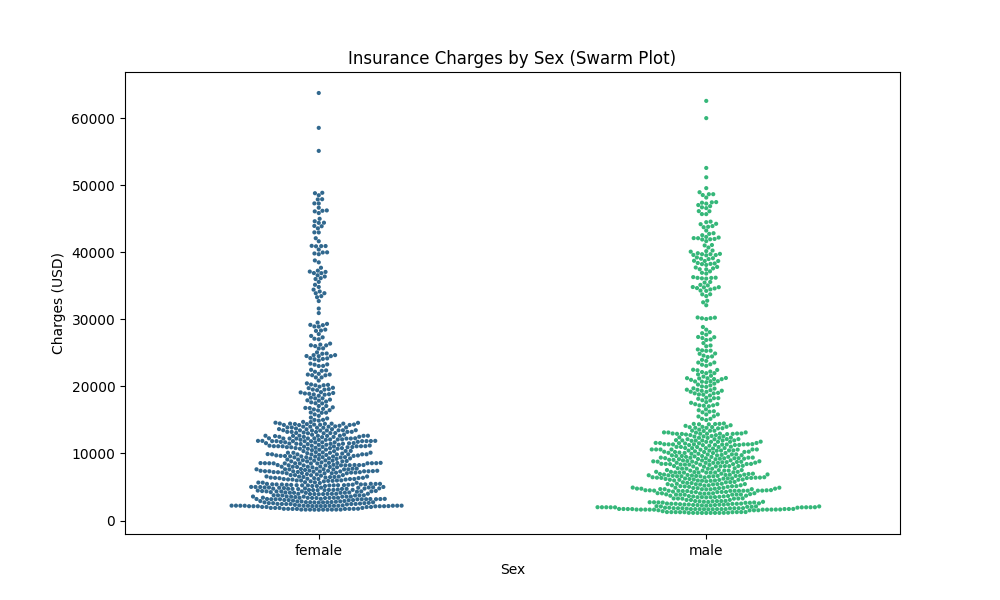 Insurance Charges by Sex (Swarm Plot)
Charges (USD)
60000
50000
40000
30000
20000
10000
0
female male
Sex